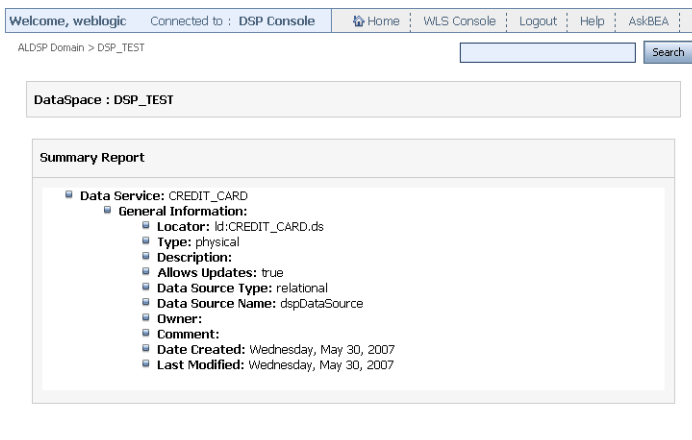 Welcome, weblogic Connected to : DSP Console Home WLS Console Logout Help AskBEA
ALDSP Domain > DSP_TEST
Search
DataSpace : DSP_TEST
Summary Report
Data Service: CREDIT_CARD
General Information:
Locator: ld:CREDIT_CARD.ds
Type: physical
Description:
Allows Updates: true
Data Source Type: relational
Data Source Name: dspDataSource
Owner:
Comment:
Date Created: Wednesday, May 30, 2007
Last Modified: Wednesday, May 30, 2007